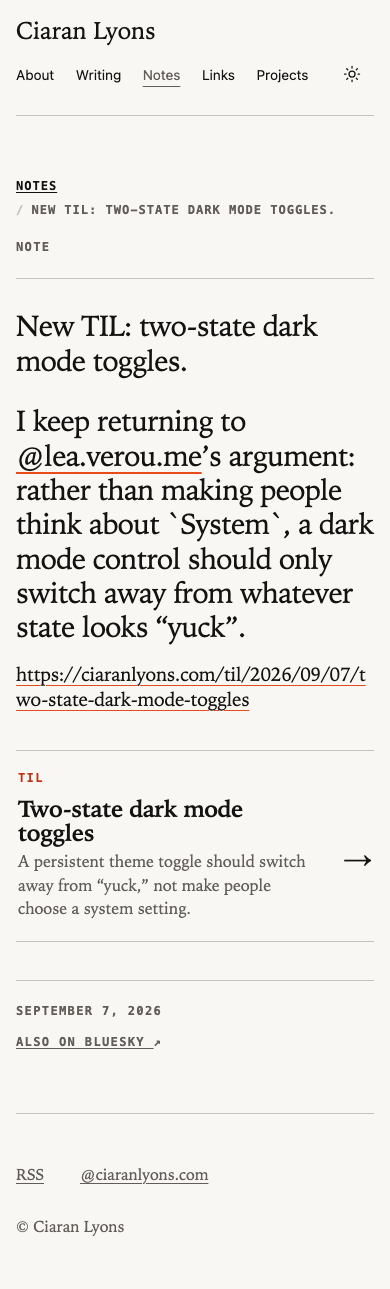 Ciaran Lyons
About Writing Notes Links Projects
NOTES
/ NEW TIL: TWO-STATE DARK MODE TOGGLES.
NOTE
New TIL: two-state dark
mode toggles.
I keep returning to
@lea.verou.me’s argument:
rather than making people
think about `System`, a dark
mode control should only
switch away from whatever
state looks “yuck”.
https://ciaranlyons.com/til/2026/09/07/t
wo-state-dark-mode-toggles
TIL
Two-state dark mode
toggles
A persistent theme toggle should switch
away from “yuck,” not make people
choose a system setting.
→
SEPTEMBER 7, 2026
ALSO ON BLUESKY ↗
RSS @ciaranlyons.com
© Ciaran Lyons